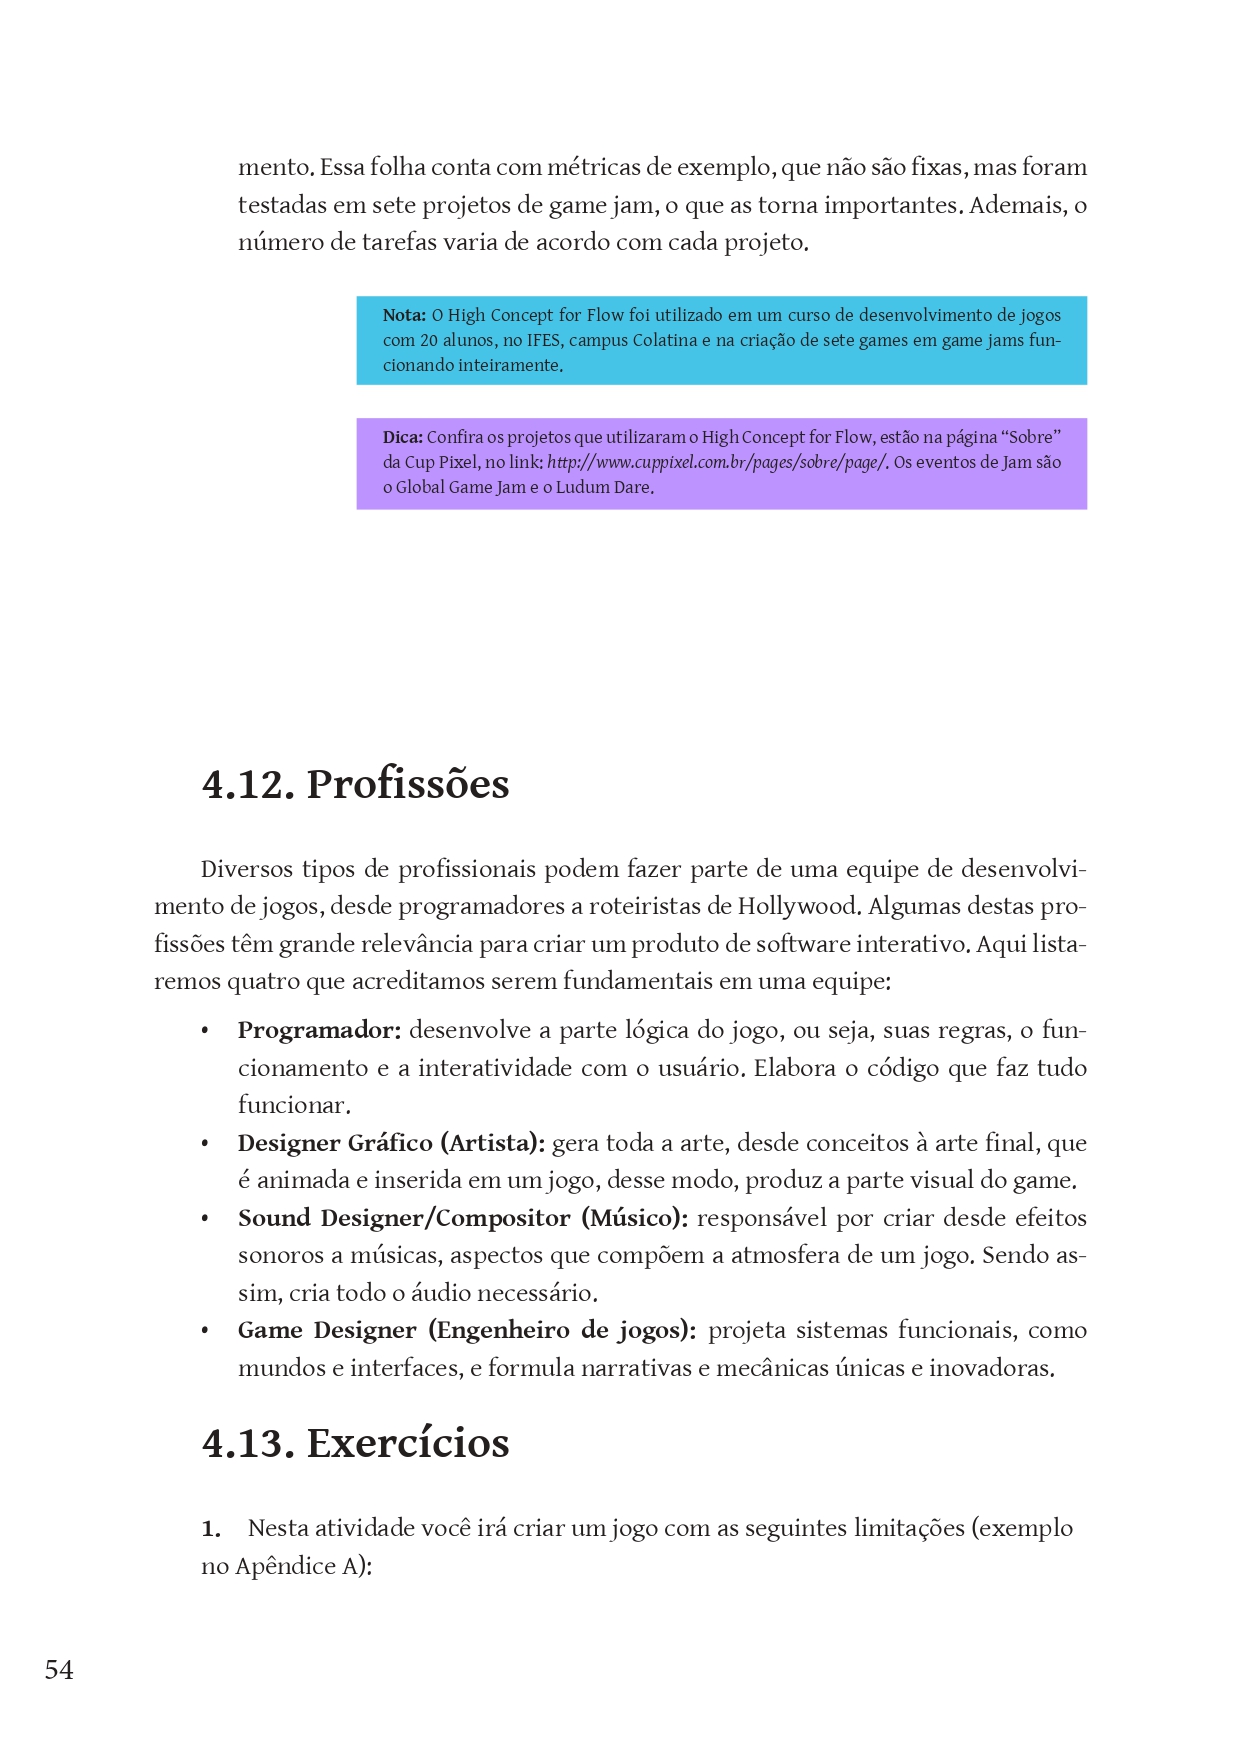 mento. Essa folha conta com métricas de exemplo, que não são fixas, mas foram
testadas em sete projetos de game jam, o que as torna importantes. Ademais, o
número de tarefas varia de acordo com cada projeto.
Nota: O High Concept for Flow foi utilizado em um curso de desenvolvimento de jogos
com 20 alunos, no IFES, campus Colatina e na criação de sete games em game jams fun-
cionando inteiramente.
Dica: Confira os projetos que utilizaram o High Concept for Flow, estão na página “Sobre”
da Cup Pixel, no link: http://www.cuppixel.com.br/pages/sobre/page/. Os eventos de Jam são
o Global Game Jam e o Ludum Dare.
4.12. Profissões
Diversos tipos de profissionais podem fazer parte de uma equipe de desenvolvi-
mento de jogos, desde programadores a roteiristas de Hollywood. Algumas destas pro-
fissões têm grande relevância para criar um produto de software interativo. Aqui lista-
remos quatro que acreditamos serem fundamentais em uma equipe:
• Programador: desenvolve a parte lógica do jogo, ou seja, suas regras, o fun-
cionamento e a interatividade com o usuário. Elabora o código que faz tudo
funcionar.
• Designer Gráfico (Artista): gera toda a arte, desde conceitos à arte final, que
é animada e inserida em um jogo, desse modo, produz a parte visual do game.
• Sound Designer/Compositor (Músico): responsável por criar desde efeitos
sonoros a músicas, aspectos que compõem a atmosfera de um jogo. Sendo as-
sim, cria todo o áudio necessário.
• Game Designer (Engenheiro de jogos): projeta sistemas funcionais, como
mundos e interfaces, e formula narrativas e mecânicas únicas e inovadoras.
4.13. Exercícios
1. Nesta atividade você irá criar um jogo com as seguintes limitações (exemplo
no Apêndice A):
54